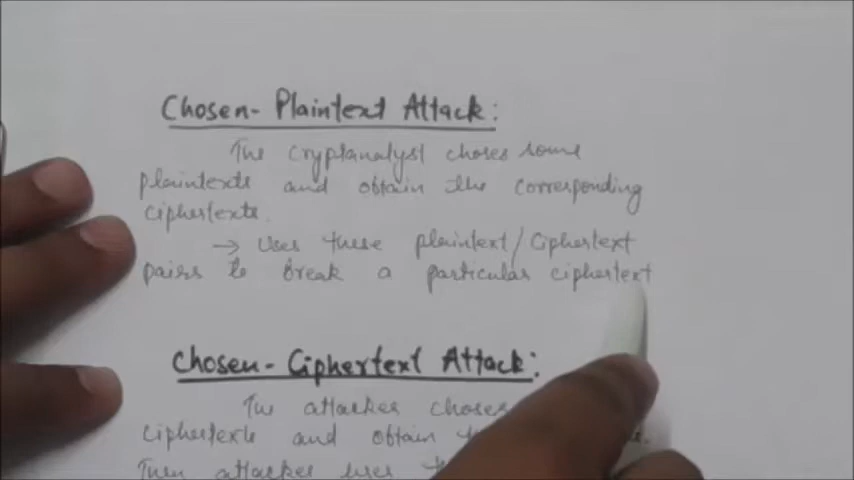 Chosen- Plaintext Attack:
The cryptanalyst choses some
plaintexts and obtain the corresponding
ciphertexts.
→ Uses these plaintext/Ciphertext
pairs to break a particular ciphertext
Chosen- Ciphertext Attack:
The attacker choses
ciphertexts and obtain
Then attacker uses